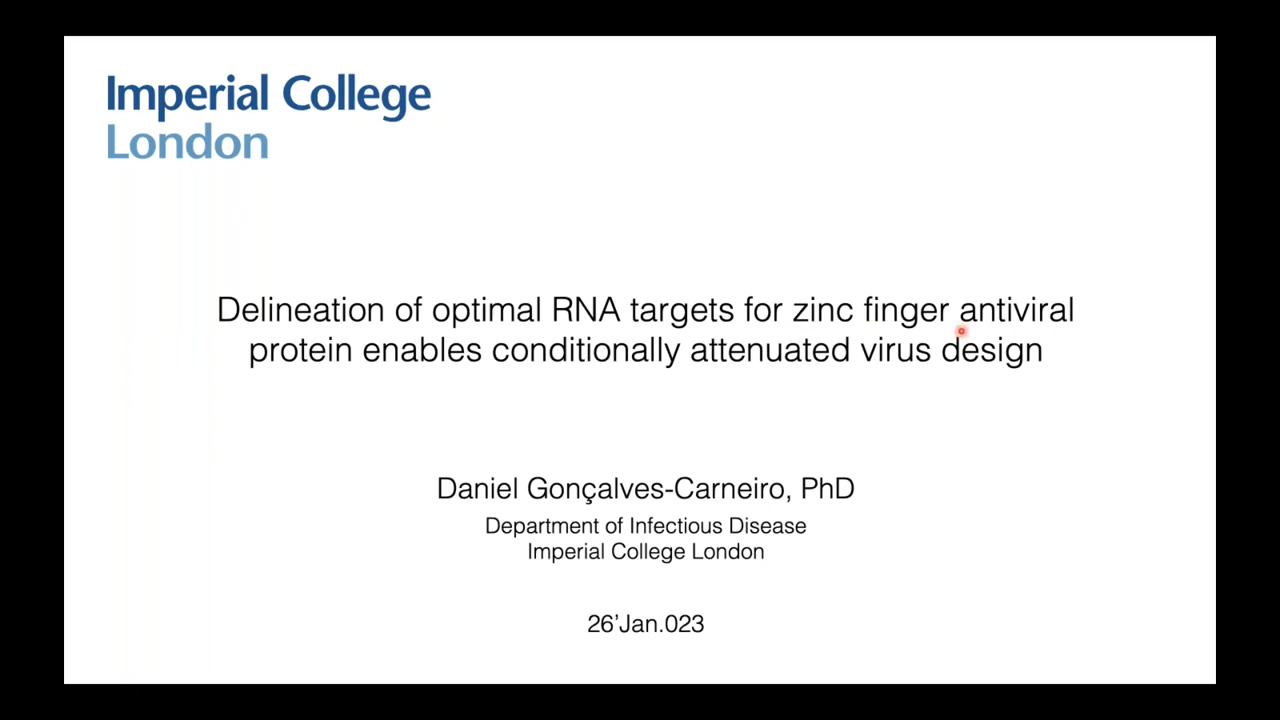 Imperial College
London
Delineation of optimal RNA targets for zinc finger antiviral
protein enables conditionally attenuated virus design
Daniel Gonçalves-Carneiro, PhD
Department of Infectious Disease
Imperial College London
26’Jan.023